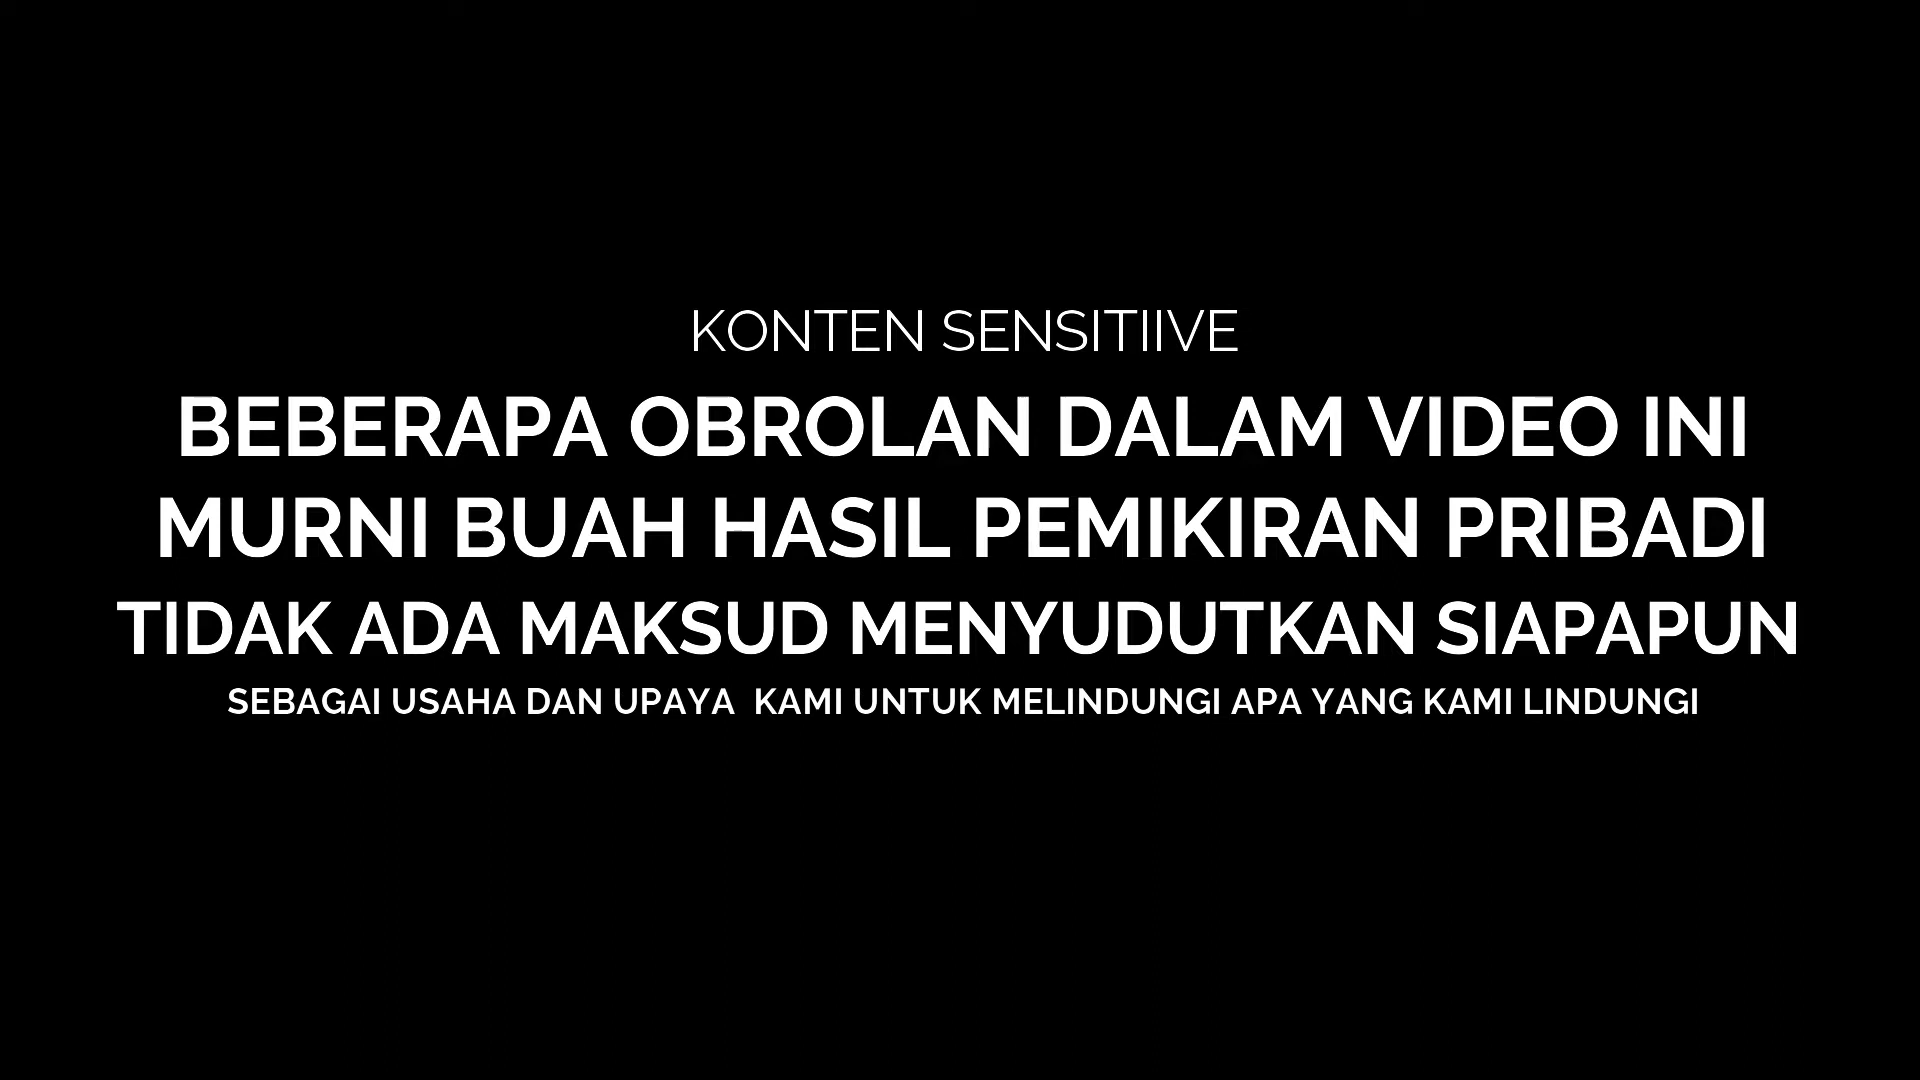 KONTEN SENSITIIVE
BEBERAPA OBROLAN DALAM VIDEO INI
MURNI BUAH HASIL PEMIKIRAN PRIBADI
TIDAK ADA MAKSUD MENYUDUTKAN SIAPAPUN
SEBAGAI USAHA DAN UPAYA  KAMI UNTUK MELINDUNGI APA YANG KAMI LINDUNGI